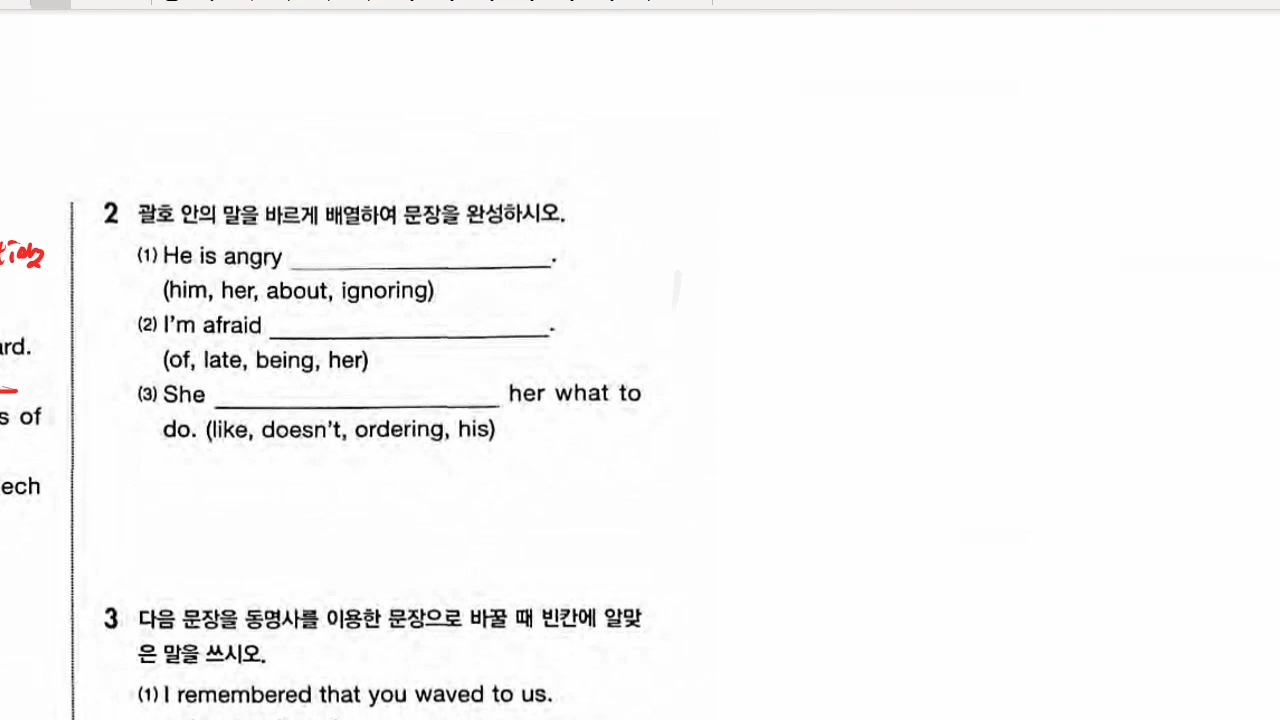 ard.
s of
ech
2 괄호 안의 말을 바르게 배열하여 문장을 완성하시오.
(1) He is angry ____________________.
(him, her, about, ignoring)
(2) I'm afraid ____________________.
(of, late, being, her)
(3) She ____________________ her what to
do. (like, doesn't, ordering, his)
3 다음 문장을 동명사를 이용한 문장으로 바꿀 때 빈칸에 알맞
은 말을 쓰시오.
(1) I remembered that you waved to us.